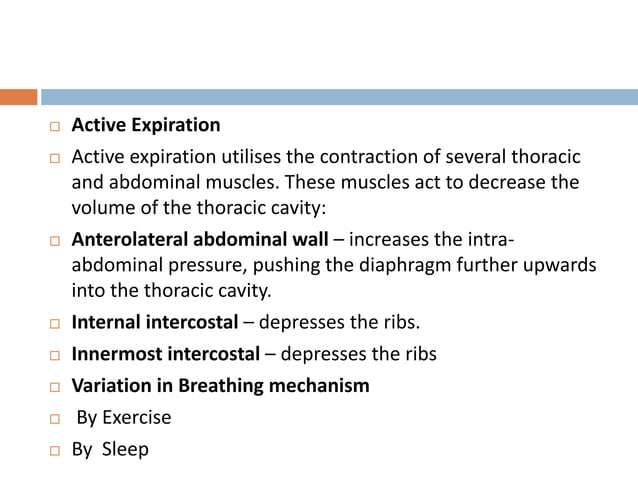 Active Expiration
Active expiration utilises the contraction of several thoracic
and abdominal muscles. These muscles act to decrease the
volume of the thoracic cavity:
Anterolateral abdominal wall – increases the intra-
abdominal pressure, pushing the diaphragm further upwards
into the thoracic cavity.
Internal intercostal – depresses the ribs.
Innermost intercostal – depresses the ribs
Variation in Breathing mechanism
By Exercise
By  Sleep